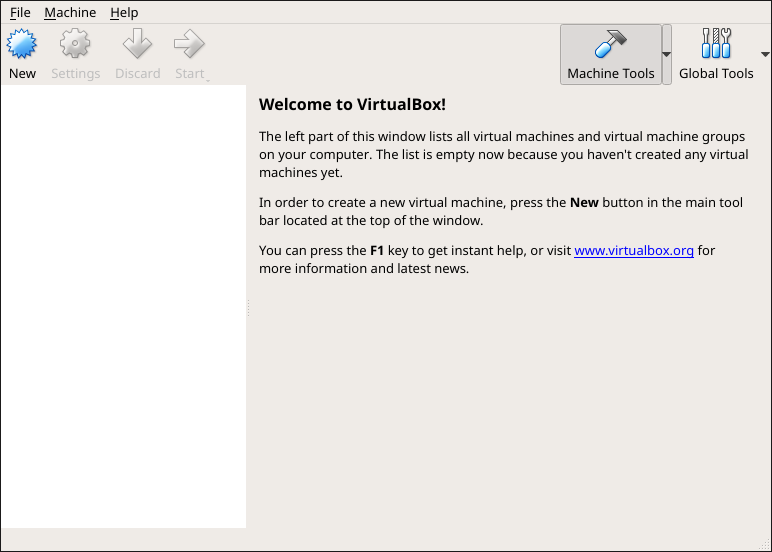 File Machine Help
New Settings Discard Start Machine Tools Global Tools
Welcome to VirtualBox!
The left part of this window lists all virtual machines and virtual machine groups
on your computer. The list is empty now because you haven't created any virtual
machines yet.
In order to create a new virtual machine, press the New button in the main tool
bar located at the top of the window.
You can press the F1 key to get instant help, or visit www.virtualbox.org for
more information and latest news.